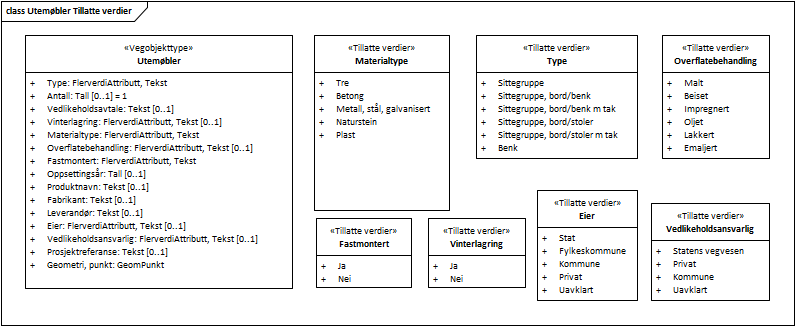 class Utemøbler Tillatte verdier
«Vegobjekttype»
Utemøbler
+ Type: FlerverdiAttributt, Tekst
+ Antall: Tall [0..1] = 1
+ Vedlikeholdsavtale: Tekst [0..1]
+ Vinterlagring: FlerverdiAttributt, Tekst [0..1]
+ Materialtype: FlerverdiAttributt, Tekst
+ Overflatebehandling: FlerverdiAttributt, Tekst [0..1]
+ Fastmontert: FlerverdiAttributt, Tekst
+ Oppsettingsår: Tall [0..1]
+ Produktnavn: Tekst [0..1]
+ Fabrikant: Tekst [0..1]
+ Leverandør: Tekst [0..1]
+ Eier: FlerverdiAttributt, Tekst [0..1]
+ Vedlikeholdsansvarlig: FlerverdiAttributt, Tekst [0..1]
+ Prosjektreferanse: Tekst [0..1]
+ Geometri, punkt: GeomPunkt
«Tillatte verdier»
Materialtype
+ Tre
+ Betong
+ Metall, stål, galvanisert
+ Naturstein
+ Plast
«Tillatte verdier»
Type
+ Sittegruppe
+ Sittegruppe, bord/benk
+ Sittegruppe, bord/benk m tak
+ Sittegruppe, bord/stoler
+ Sittegruppe, bord/stoler m tak
+ Benk
«Tillatte verdier»
Overflatebehandling
+ Malt
+ Beiset
+ Impregnert
+ Oljet
+ Lakkert
+ Emaljert
«Tillatte verdier»
Fastmontert
+ Ja
+ Nei
«Tillatte verdier»
Vinterlagring
+ Ja
+ Nei
«Tillatte verdier»
Eier
+ Stat
+ Fylkeskommune
+ Kommune
+ Privat
+ Uavklart
«Tillatte verdier»
Vedlikeholdsansvarlig
+ Statens vegvesen
+ Privat
+ Kommune
+ Uavklart